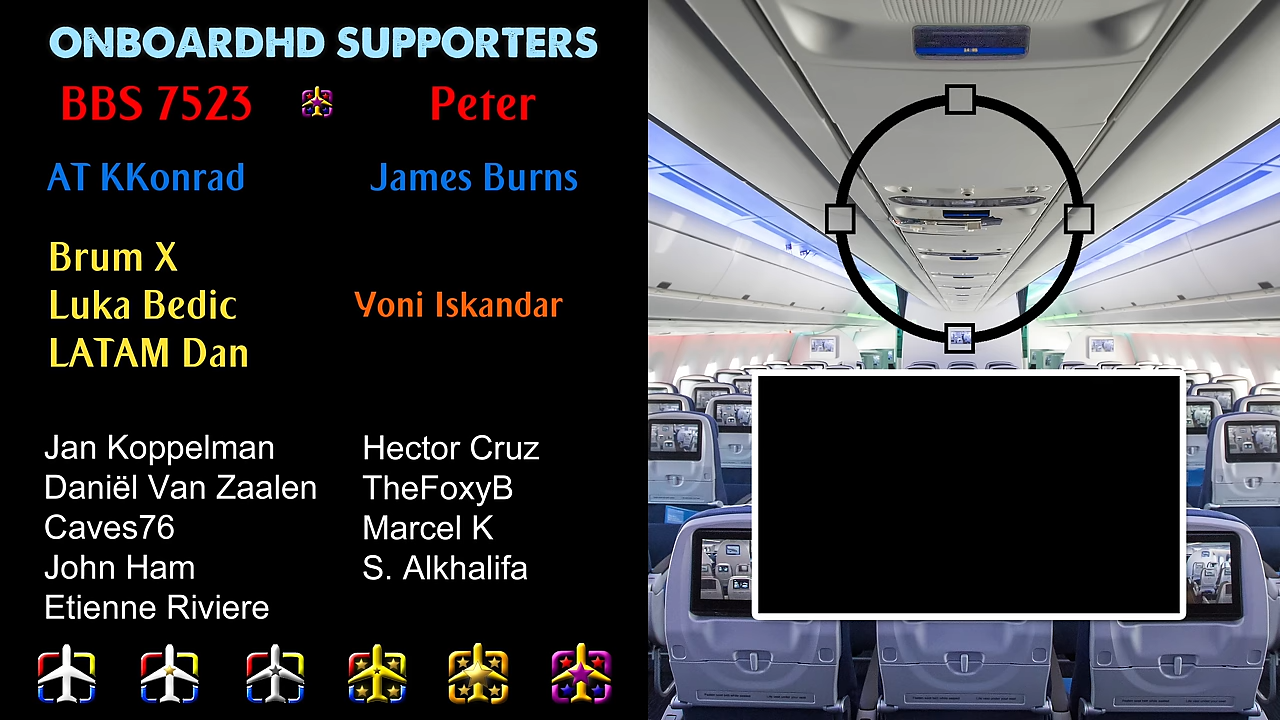 ONBOARDHD SUPPORTERS
BBS 7523 Peter
AT KKonrad James Burns
Brum X
Luka Bedic Yoni Iskandar
LATAM Dan
Jan Koppelman Hector Cruz
Daniël Van Zaalen TheFoxyB
Caves76 Marcel K
John Ham S. Alkhalifa
Etienne Riviere